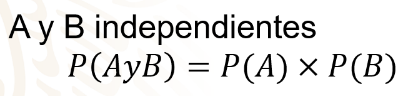 A y B independientes
P(AyB) = P(A) × P(B)